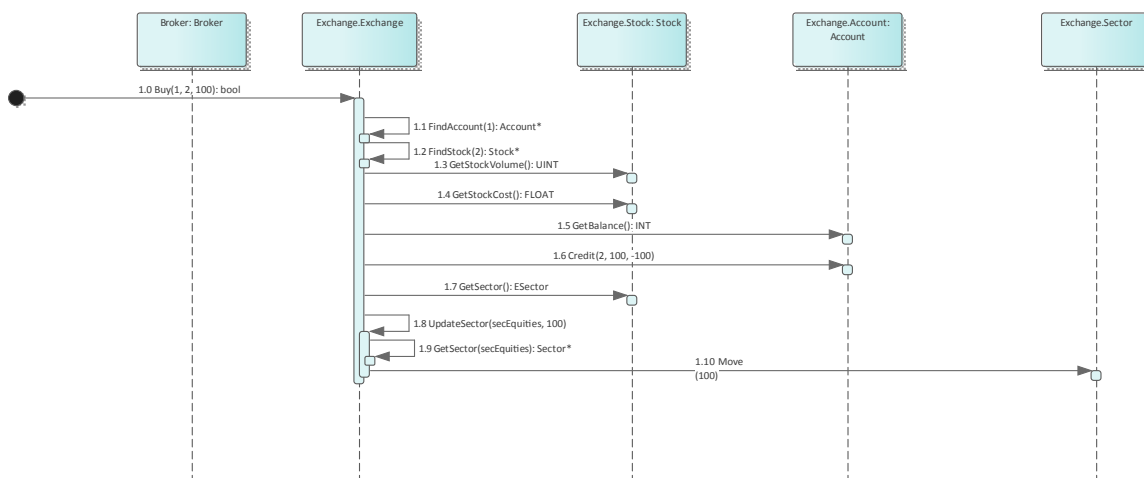 Broker: Broker
Exchange.Exchange
Exchange.Stock: Stock
Exchange.Account:
Account
Exchange.Sector
1.0 Buy(1, 2, 100): bool
1.1 FindAccount(1): Account*
1.2 FindStock(2): Stock*
1.3 GetStockVolume(): UINT
1.4 GetStockCost(): FLOAT
1.5 GetBalance(): INT
1.6 Credit(2, 100, -100)
1.7 GetSector(): ESector
1.8 UpdateSector(secEquities, 100)
1.9 GetSector(secEquities): Sector*
1.10 Move
(100)